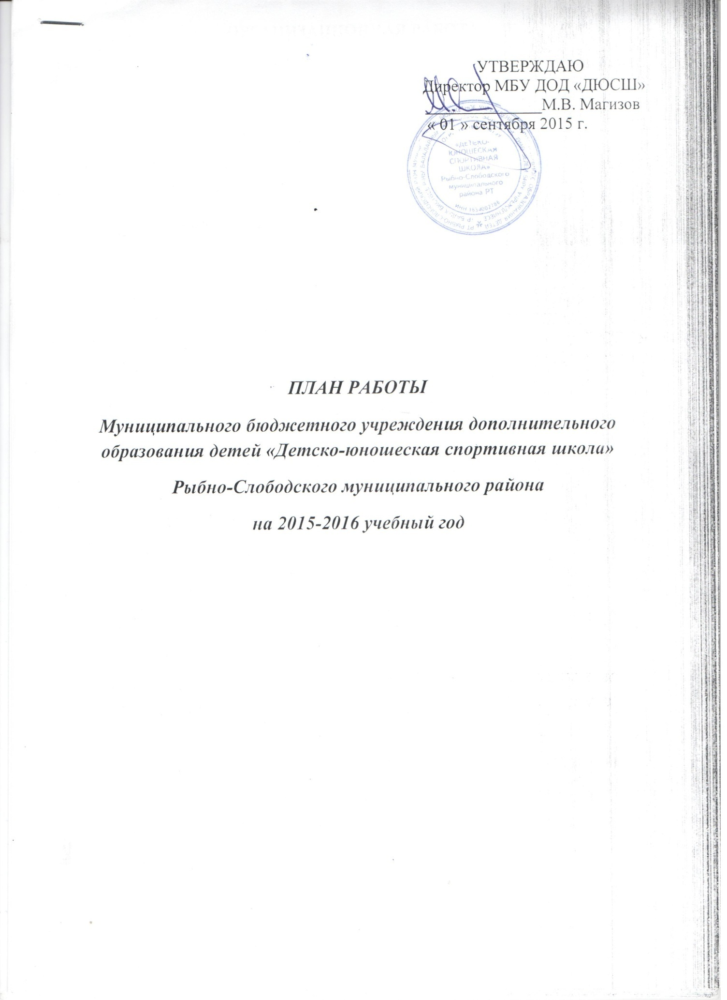 УТВЕРЖДАЮ
Директор МБУ ДОД «ДЮСШ»
М.В. Магизов
« 01 » сентября 2015 г.
«ДЕТСКО-
ЮНОШЕСКАЯ
СПОРТИВНАЯ
ШКОЛА»
Рыбно-Слободского
муниципального
района РТ
ИНН 1634002786
ПЛАН РАБОТЫ
Муниципального бюджетного учреждения дополнительного
образования детей «Детско-юношеская спортивная школа»
Рыбно-Слободского муниципального района
на 2015-2016 учебный год